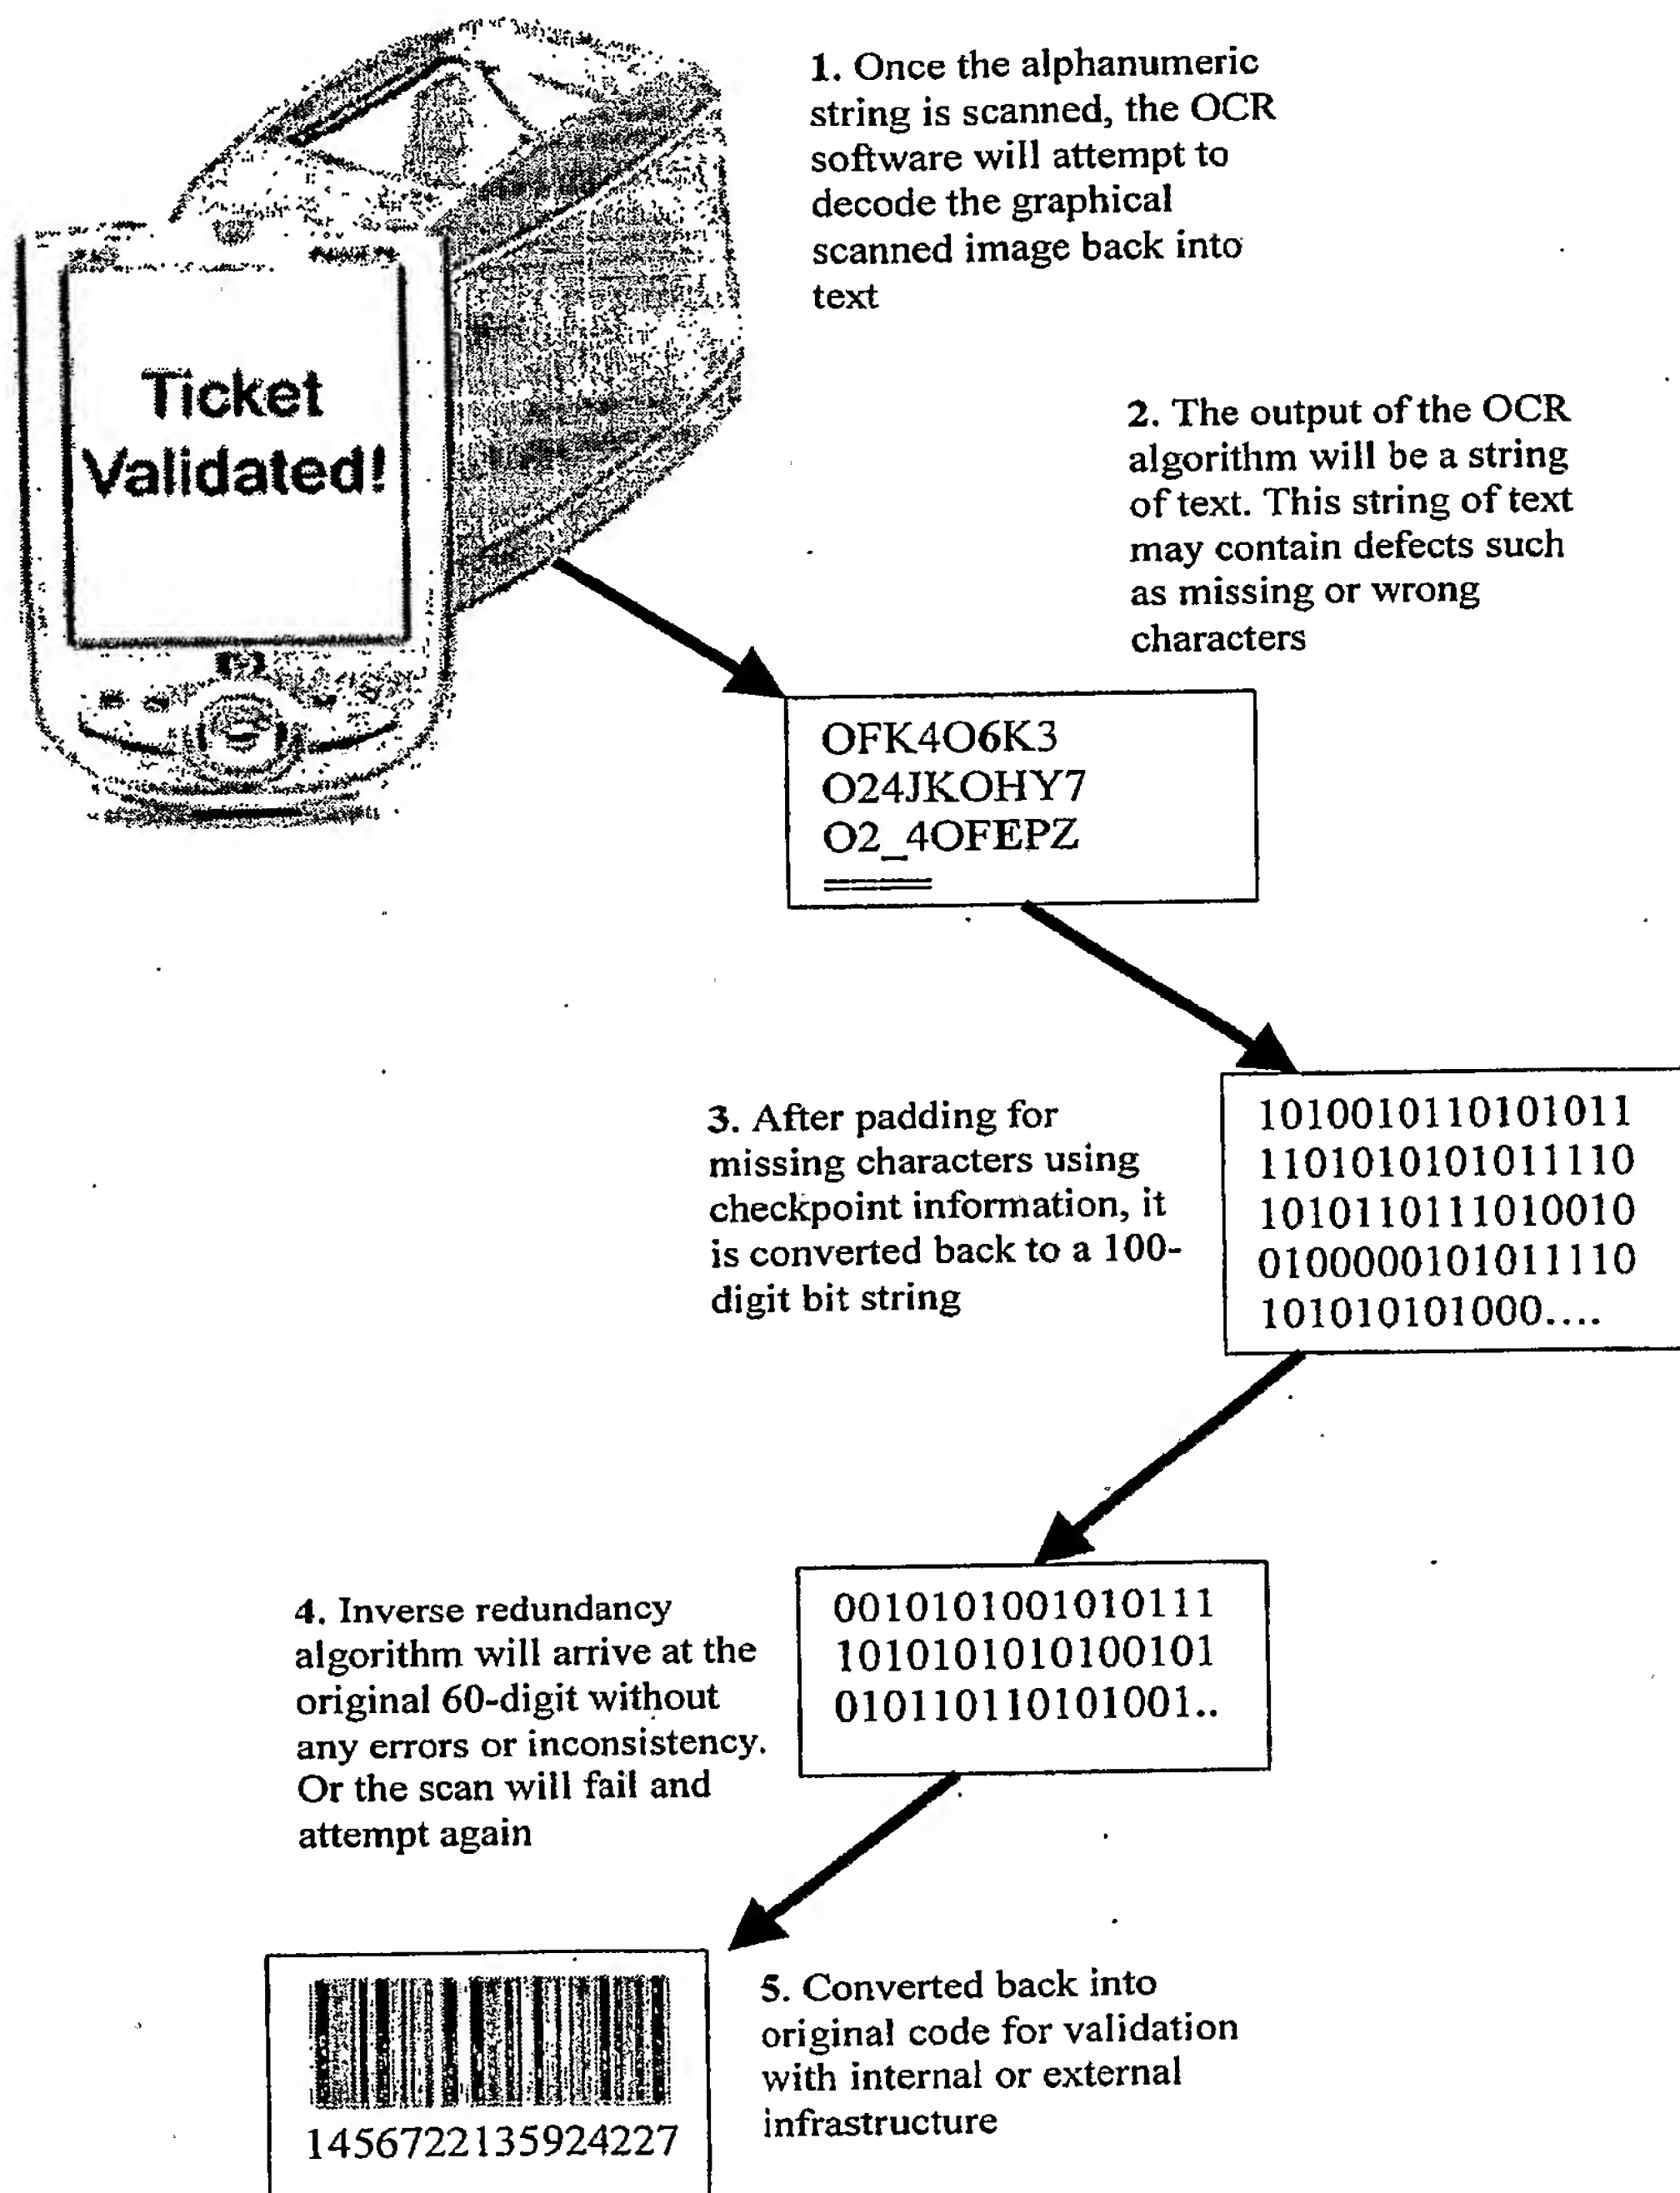 1. Once the alphanumeric
string is scanned, the OCR
software will attempt to
decode the graphical
scanned image back into
text
Ticket
Validated!
2. The output of the OCR
algorithm will be a string
of text. This string of text
may contain defects such
as missing or wrong
characters
OFK4O6K3
O24JKOHY7
O2_4OFEPZ
3. After padding for
missing characters using
checkpoint information, it
is converted back to a 100-
digit bit string
1010010110101011
1101010101011110
1010110111010010
0100000101011110
101010101000....
4. Inverse redundancy
algorithm will arrive at the
original 60-digit without
any errors or inconsistency.
Or the scan will fail and
attempt again
0010101001010111
1010101010100101
010110110101001..
5. Converted back into
original code for validation
with internal or external
infrastructure
1456722135924227